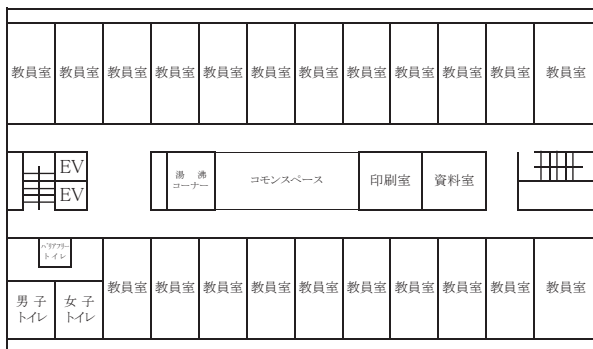 教員室 教員室 教員室 教員室 教員室 教員室 教員室 教員室 教員室 教員室 教員室 教員室
EV
EV
湯沸
コーナー
コモンスペース
印刷室
資料室
バリアフリー
トイレ
男子
トイレ
女子
トイレ
教員室 教員室 教員室 教員室 教員室 教員室 教員室 教員室 教員室 教員室